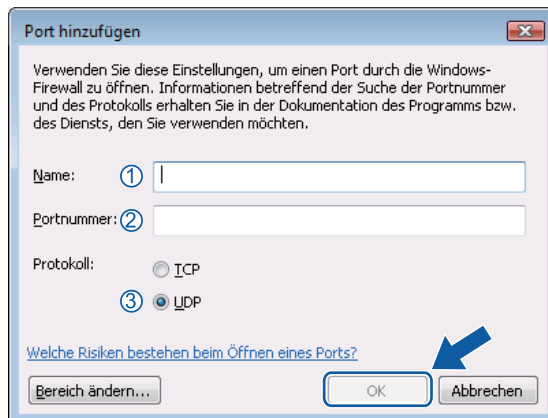 Port hinzufügen
Verwenden Sie diese Einstellungen, um einen Port durch die Windows-
Firewall zu öffnen. Informationen betreffend der Suche der Portnummer
und des Protokolls erhalten Sie in der Dokumentation des Programms bzw.
des Diensts, den Sie verwenden möchten.
Name: ①
Portnummer: ②
Protokoll: TCP
③ UDP
Welche Risiken bestehen beim Öffnen eines Ports?
Bereich ändern... OK Abbrechen